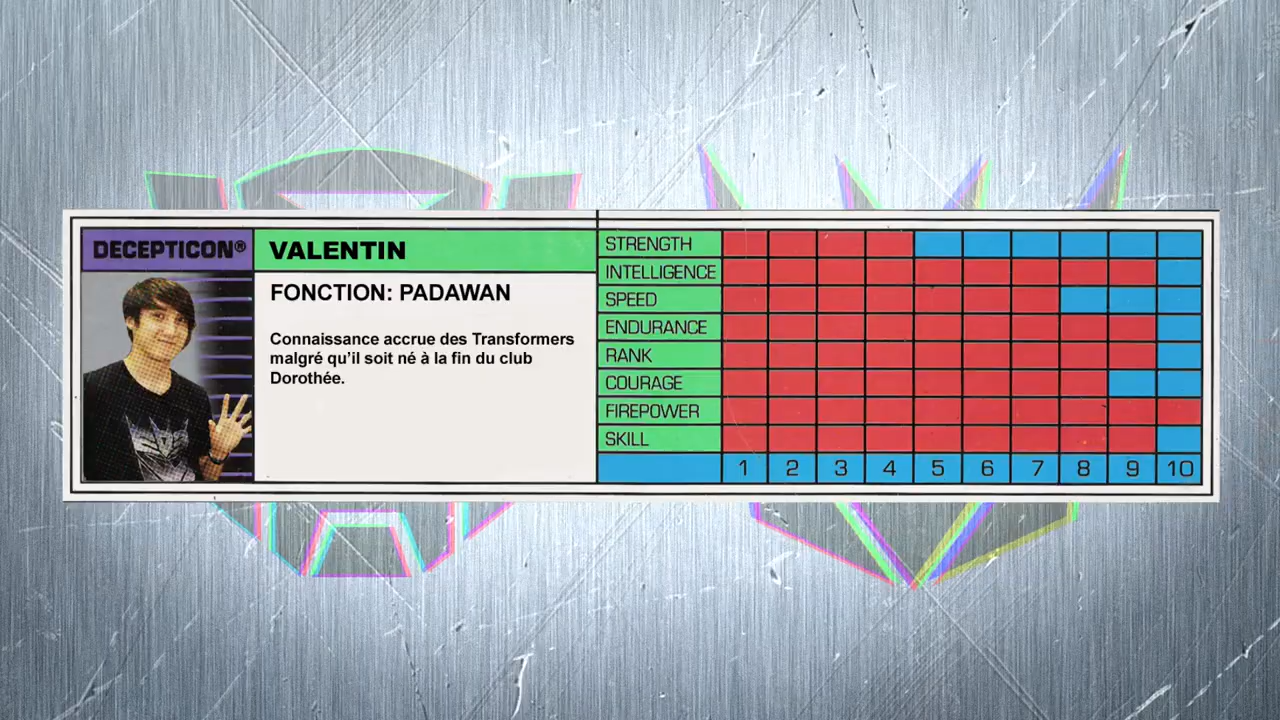 DECEPTICON®
VALENTIN
FONCTION: PADAWAN
Connaissance accrue des Transformers
malgré qu'il soit né à la fin du club
Dorothée.
STRENGTH
INTELLIGENCE
SPEED
ENDURANCE
RANK
COURAGE
FIREPOWER
SKILL
1 2 3 4 5 6 7 8 9 10